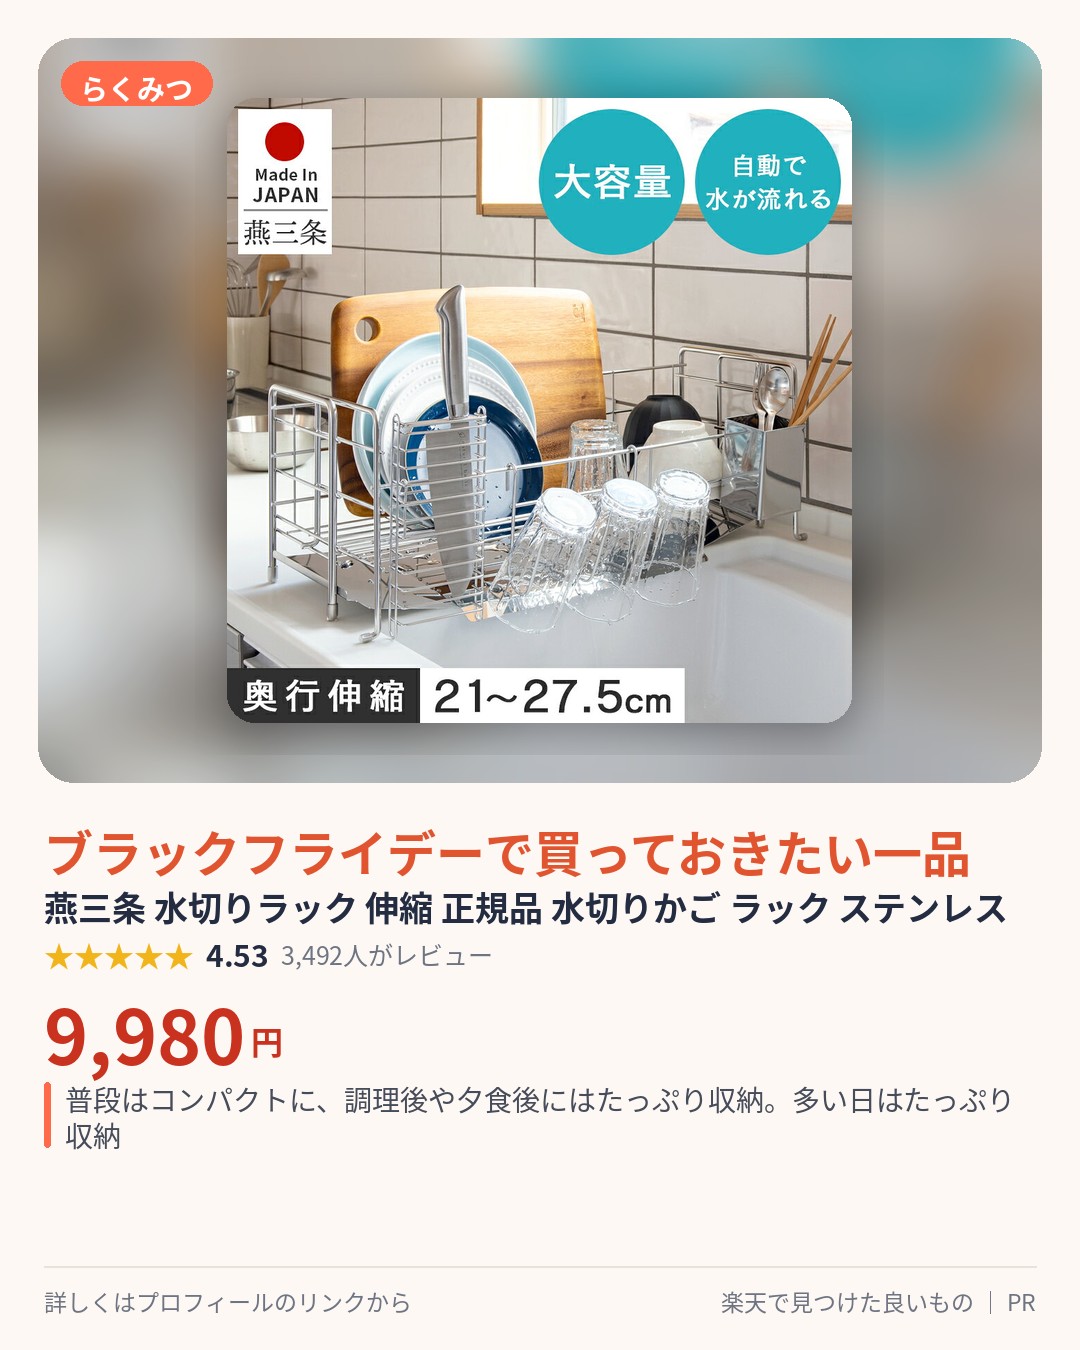 らくみつ
Made In
JAPAN
燕三条
大容量
自動で
水が流れる
奥行伸縮 21～27.5cm
ブラックフライデーで買っておきたい一品
燕三条 水切りラック 伸縮 正規品 水切りかご ラック ステンレス
★★★★★ 4.53 3,492人がレビュー
9,980円
普段はコンパクトに、調理後や夕食後にはたっぷり収納。多い日はたっぷり
収納
詳しくはプロフィールのリンクから
楽天で見つけた良いもの｜PR